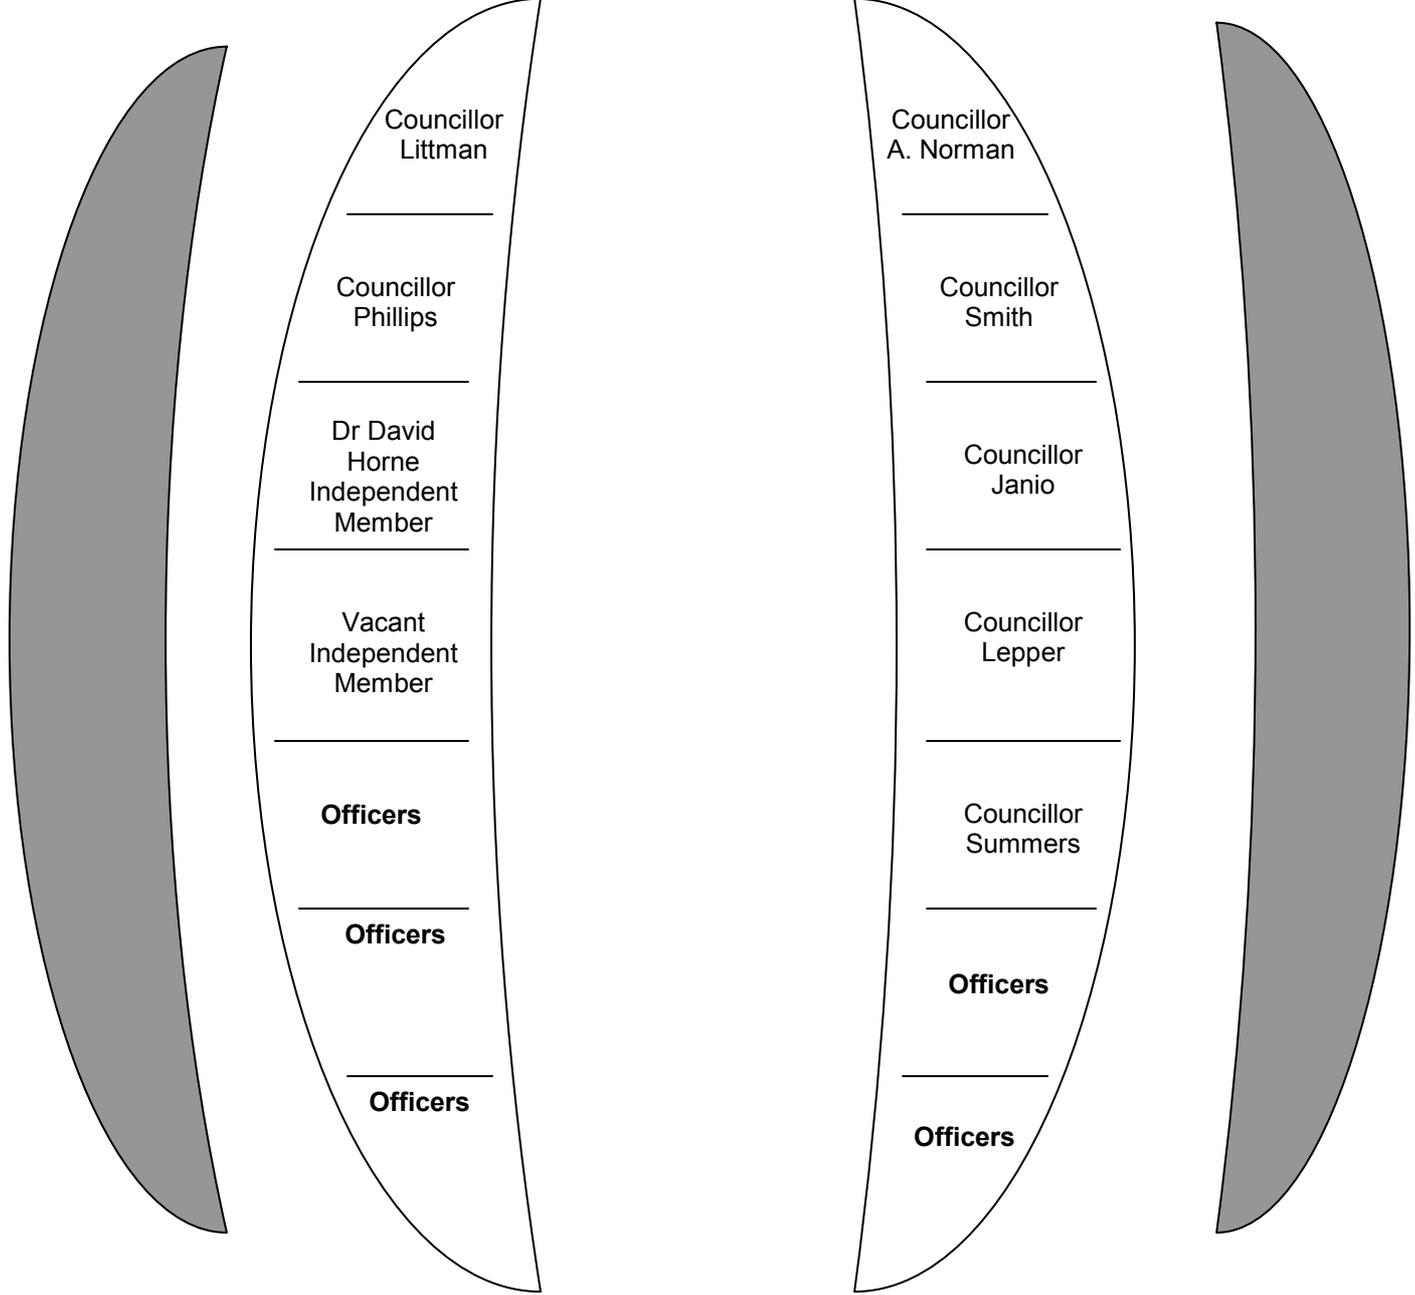 Councillor
Littman
Councillor
Phillips
Dr David
Horne
Independent
Member
Vacant
Independent
Member
Officers
Officers
Officers
Councillor
A. Norman
Councillor
Smith
Councillor
Janio
Councillor
Lepper
Councillor
Summers
Officers
Officers